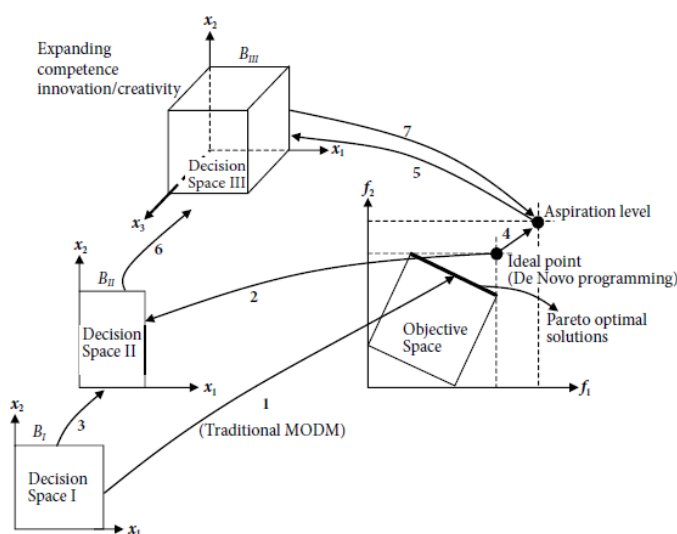 x2
Expanding
competence
innovation/creativity
BIII
7
x1
5
Decision
Space III
x3
f2
Aspiration level
4
Ideal point
(De Novo programming)
6
x2
BII
2
Decision
Space II
Objective
Space
Pareto optimal
solutions
x1
f1
1
(Traditional MODM)
x2
BI
3
Decision
Space I
x1